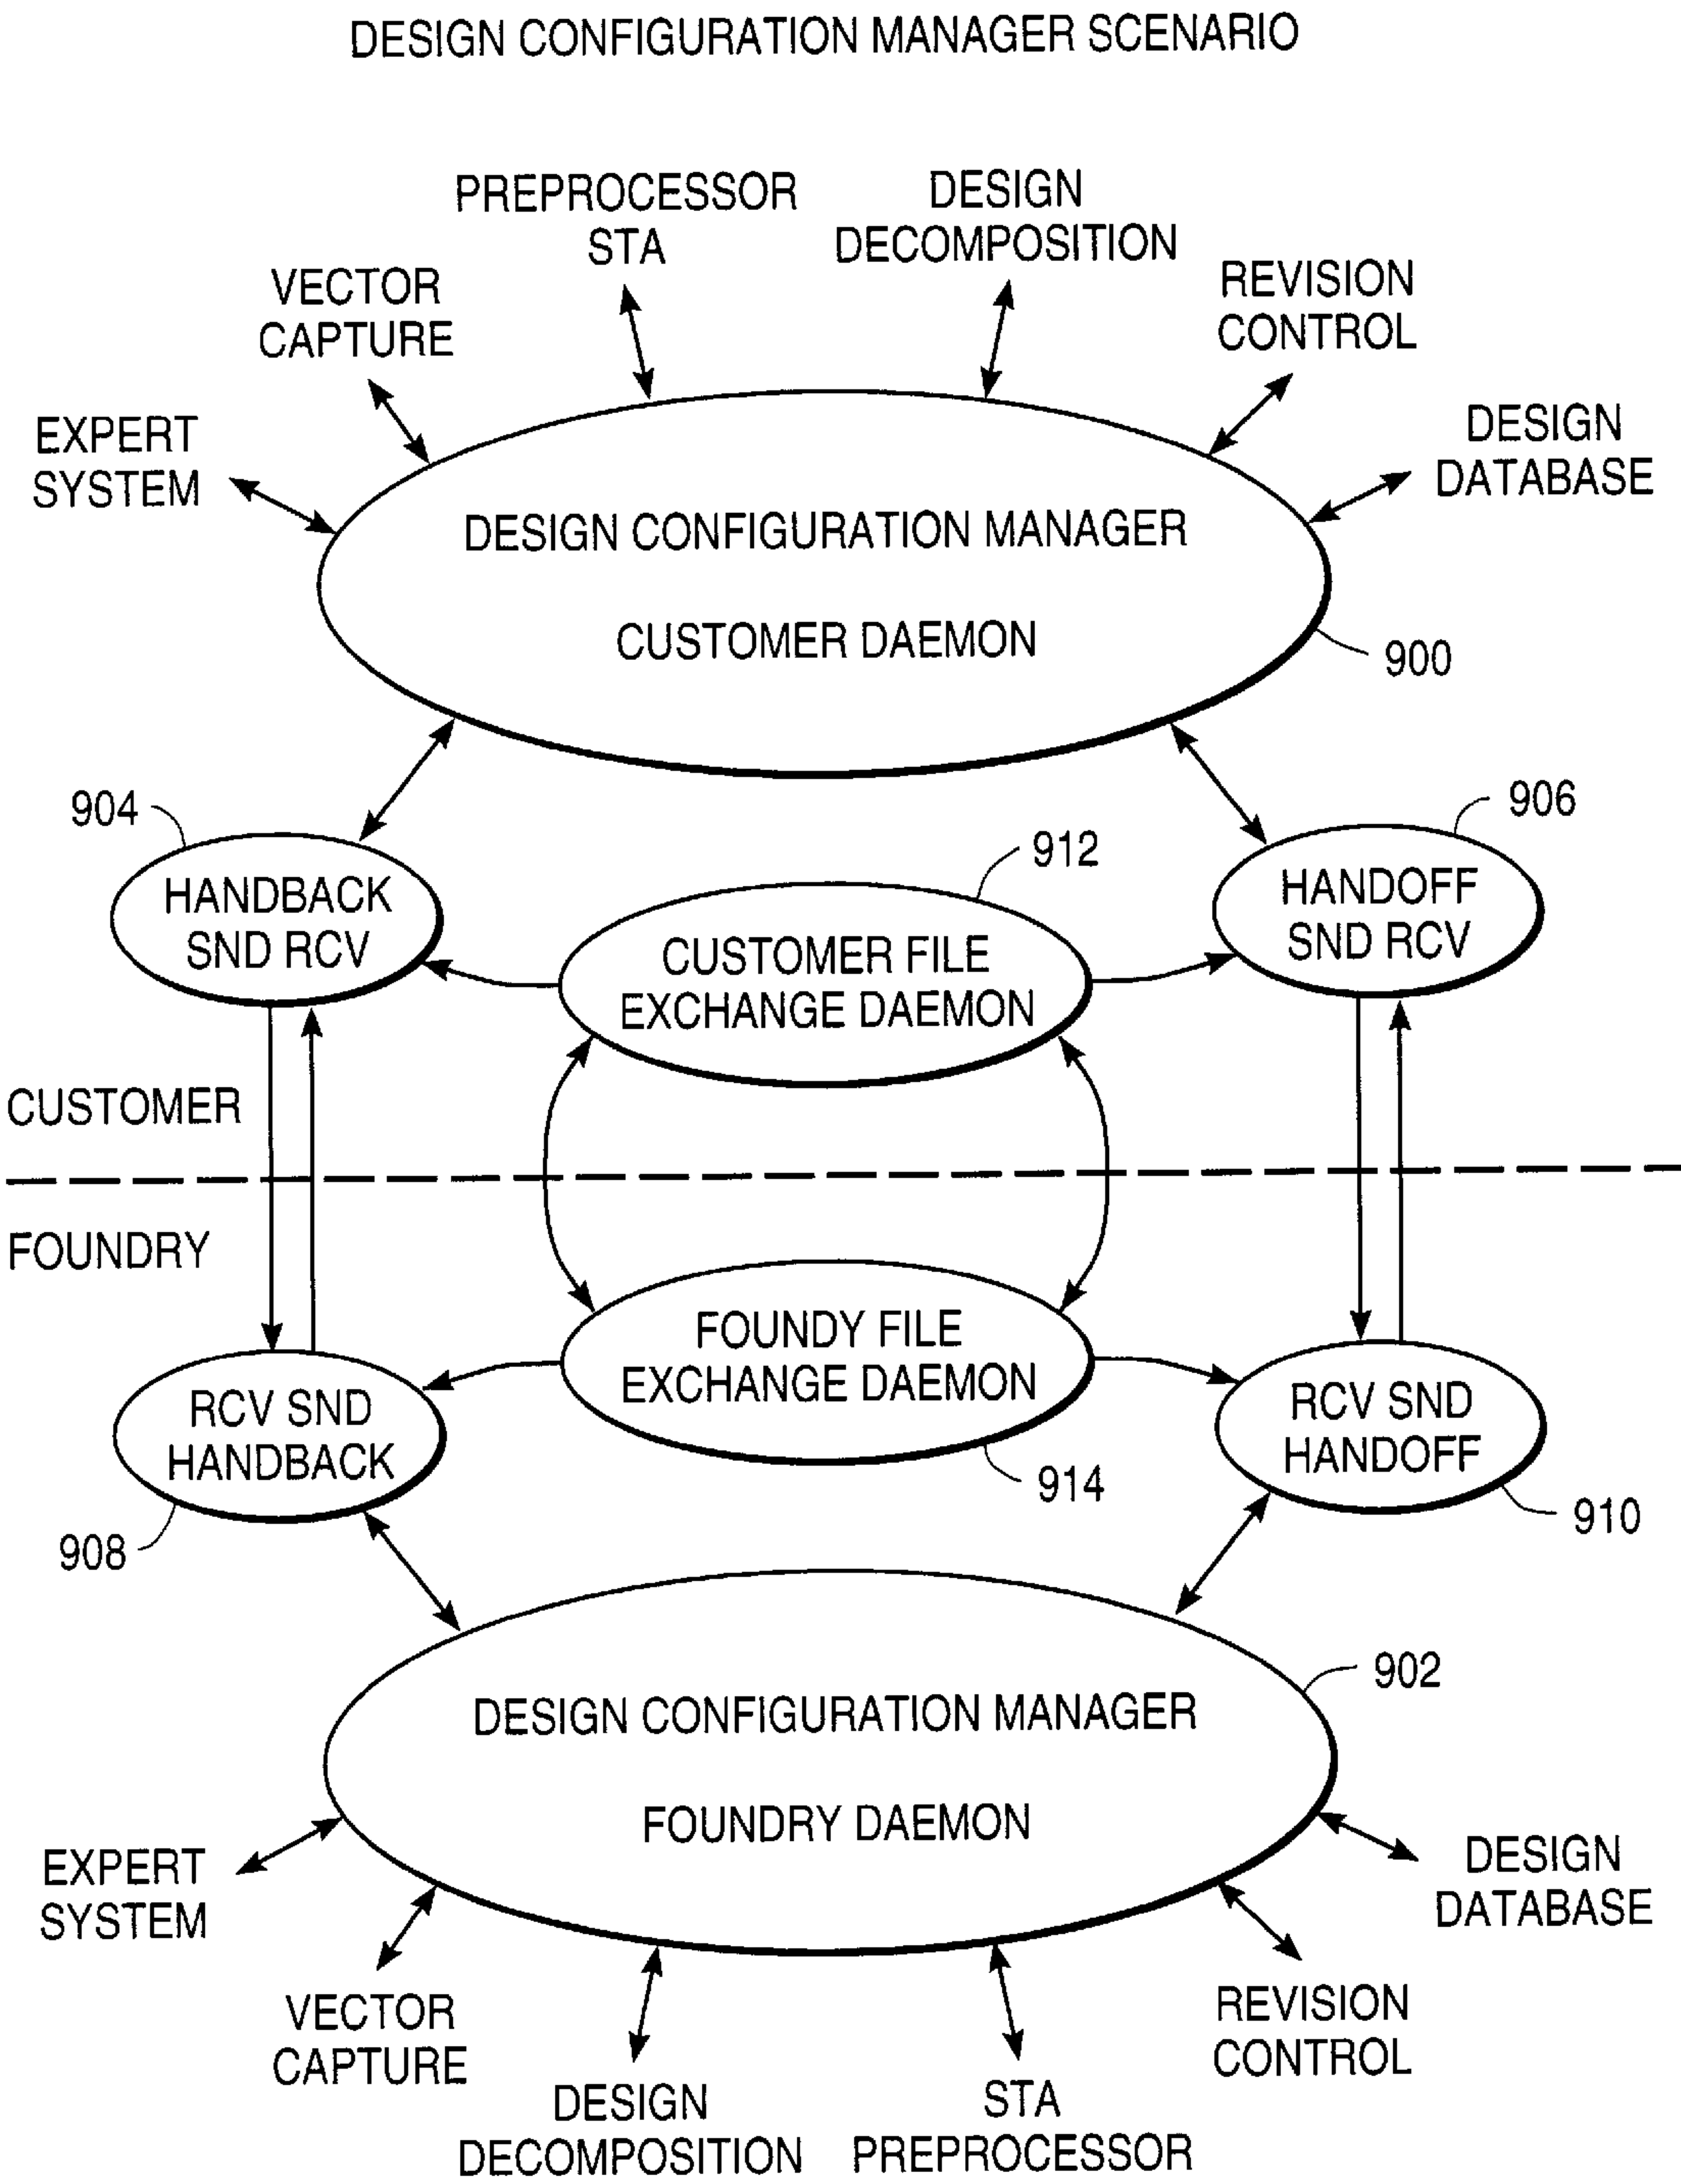 DESIGN CONFIGURATION MANAGER SCENARIO
PREPROCESSOR
STA
DESIGN
DECOMPOSITION
VECTOR
CAPTURE
REVISION
CONTROL
EXPERT
SYSTEM
DESIGN
DATABASE
DESIGN CONFIGURATION MANAGER
CUSTOMER DAEMON
900
904
906
912
HANDBACK
SND RCV
CUSTOMER FILE
EXCHANGE DAEMON
HANDOFF
SND RCV
CUSTOMER
FOUNDRY
FOUNDY FILE
EXCHANGE DAEMON
RCV SND
HANDBACK
RCV SND
HANDOFF
914
908
910
902
DESIGN CONFIGURATION MANAGER
FOUNDRY DAEMON
EXPERT
SYSTEM
DESIGN
DATABASE
VECTOR
CAPTURE
REVISION
CONTROL
DESIGN
DECOMPOSITION
STA
PREPROCESSOR